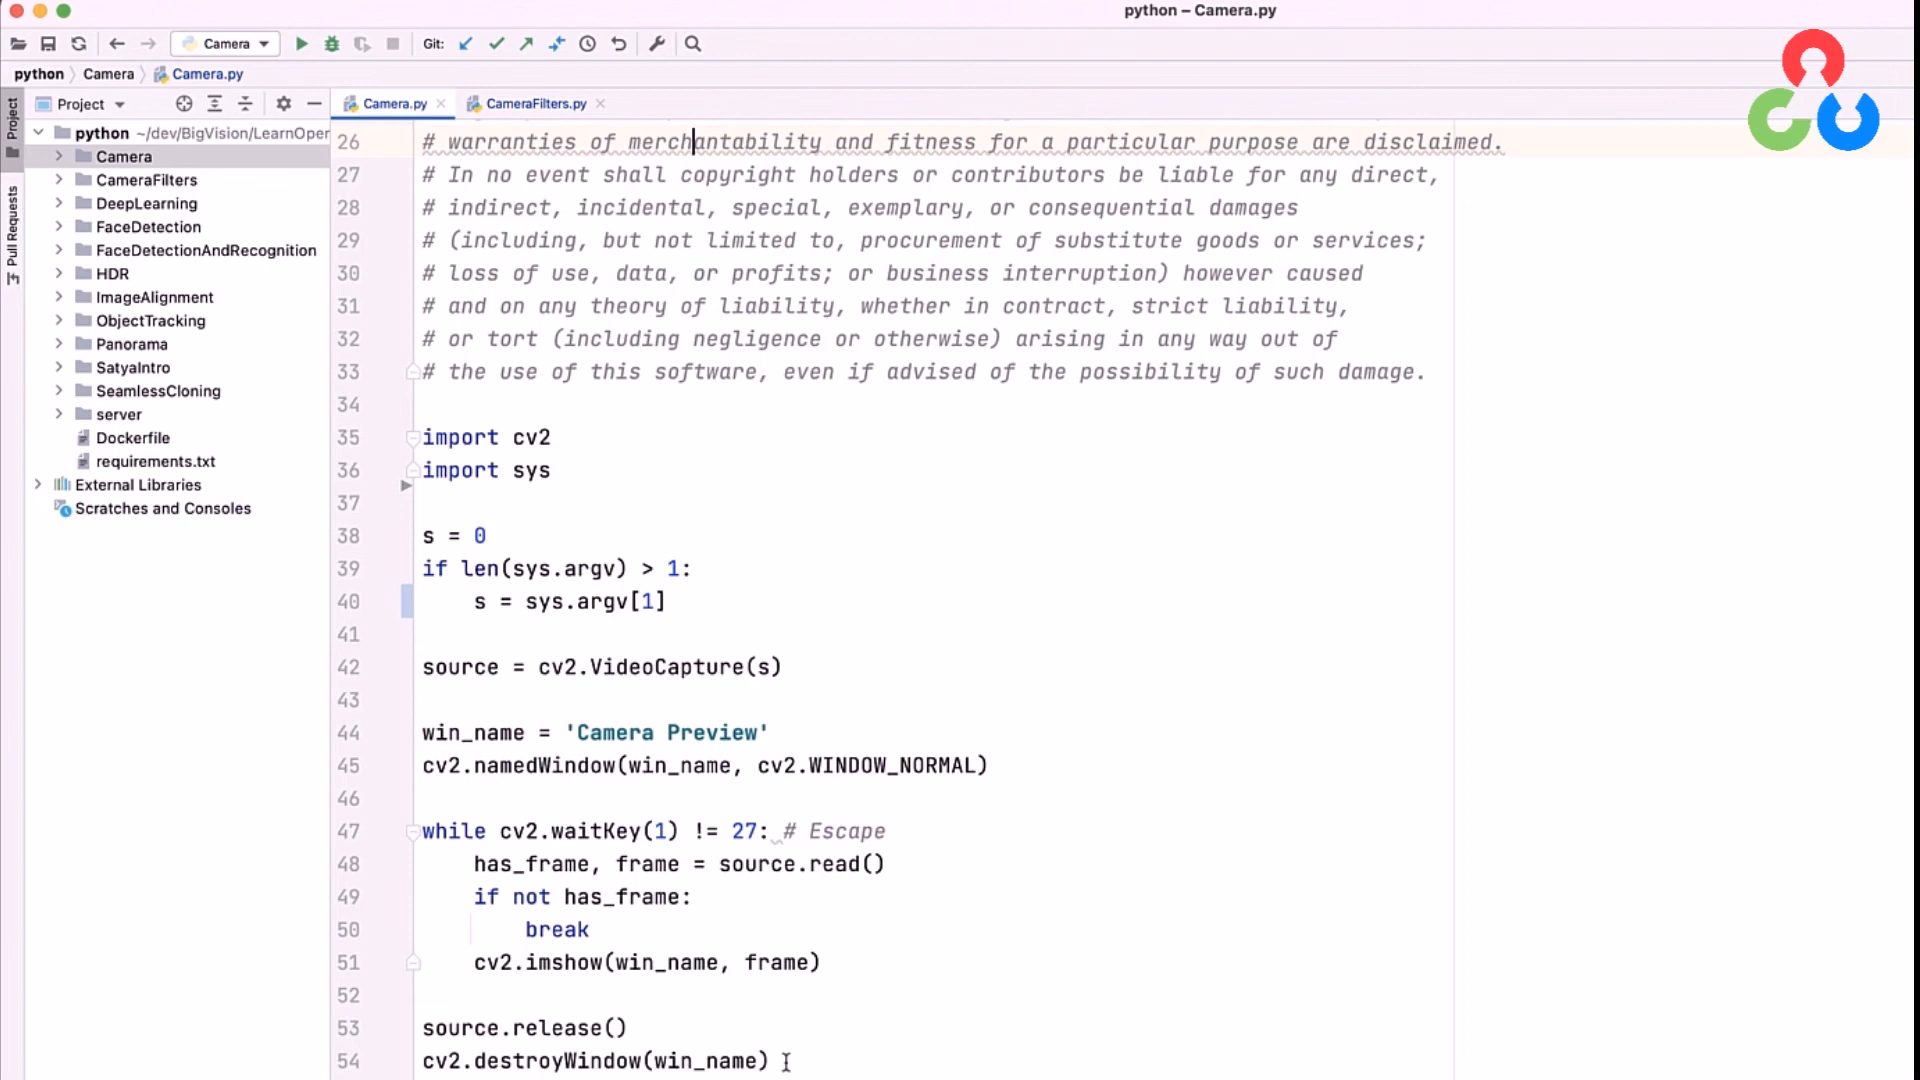 python – Camera.py
Camera
Git:
python
Camera
Camera.py
Project
Camera.py
CameraFilters.py
Project
Pull Requests
python ~/dev/BigVision/LearnOper
Camera
CameraFilters
DeepLearning
FaceDetection
FaceDetectionAndRecognition
HDR
ImageAlignment
ObjectTracking
Panorama
SatyaIntro
SeamlessCloning
server
Dockerfile
requirements.txt
External Libraries
Scratches and Consoles
26 # warranties of merchantability and fitness for a particular purpose are disclaimed.
27 # In no event shall copyright holders or contributors be liable for any direct,
28 # indirect, incidental, special, exemplary, or consequential damages
29 # (including, but not limited to, procurement of substitute goods or services;
30 # loss of use, data, or profits; or business interruption) however caused
31 # and on any theory of liability, whether in contract, strict liability,
32 # or tort (including negligence or otherwise) arising in any way out of
33 # the use of this software, even if advised of the possibility of such damage.
34
35 import cv2
36 import sys
37
38 s = 0
39 if len(sys.argv) > 1:
40     s = sys.argv[1]
41
42 source = cv2.VideoCapture(s)
43
44 win_name = 'Camera Preview'
45 cv2.namedWindow(win_name, cv2.WINDOW_NORMAL)
46
47 while cv2.waitKey(1) != 27: # Escape
48     has_frame, frame = source.read()
49     if not has_frame:
50         break
51     cv2.imshow(win_name, frame)
52
53 source.release()
54 cv2.destroyWindow(win_name)